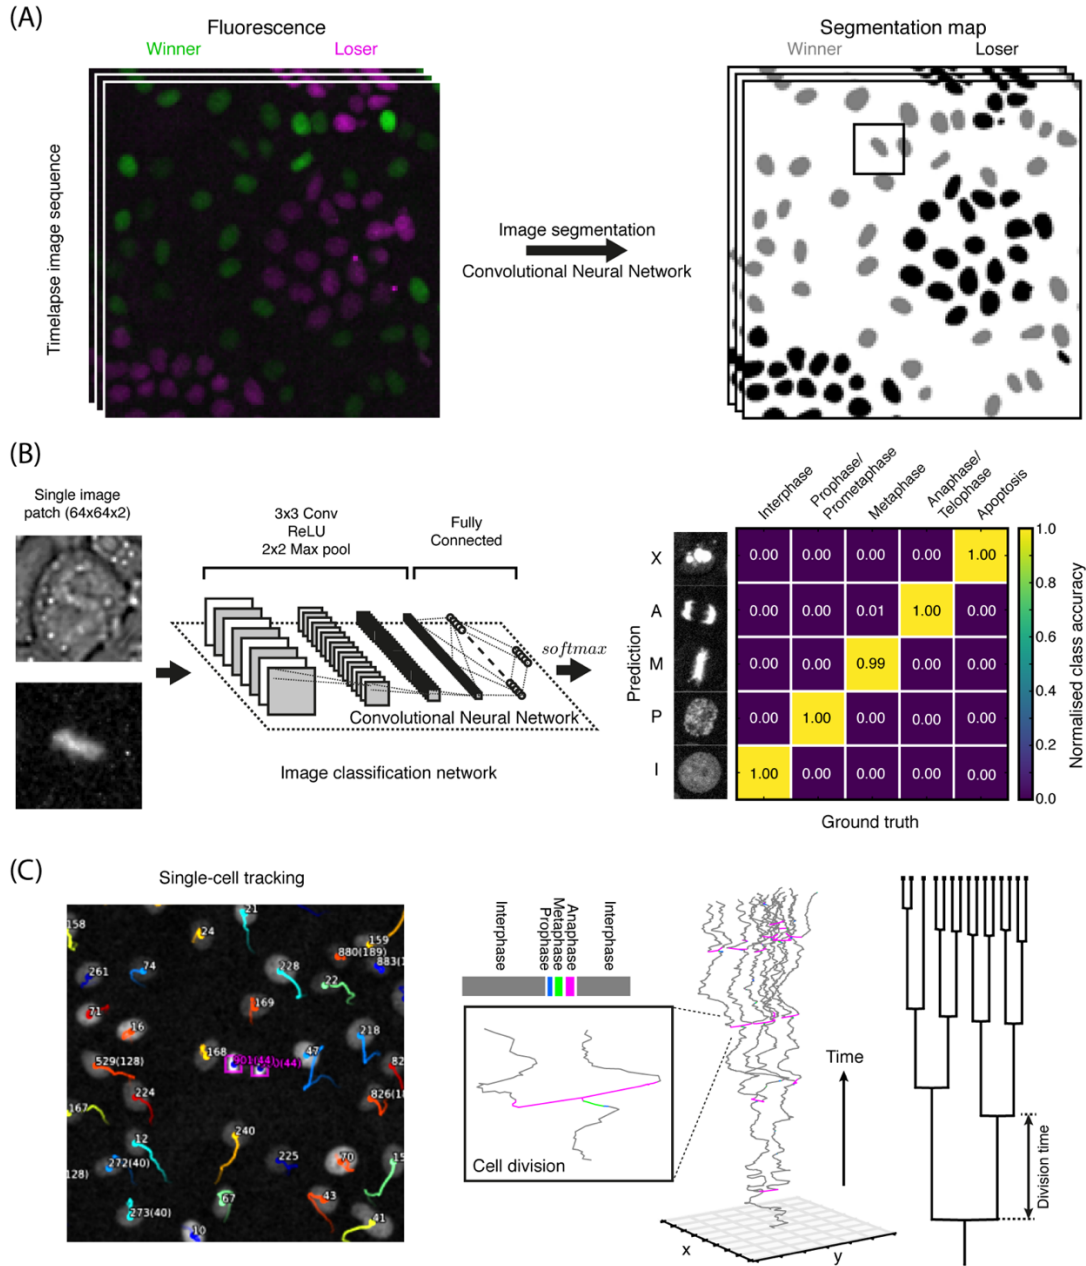 (A)
Fluorescence
Winner Loser
Segmentation map
Winner Loser
Timelapse image sequence
Image segmentation
Convolutional Neural Network
(B)
Single image
patch (64x64x2)
3x3 Conv
ReLU
2x2 Max pool
Fully
Connected
softmax
Convolutional Neural Network
Image classification network
Interphase
Prophase/
Prometaphase
Metaphase
Anaphase/
Telophase
Apoptosis
Prediction
X 0.00 0.00 0.00 0.00 1.00
A 0.00 0.00 0.01 1.00 0.00
M 0.00 0.00 0.99 0.00 0.00
P 0.00 1.00 0.00 0.00 0.00
I 1.00 0.00 0.00 0.00 0.00
Ground truth
1.0
0.8
0.6
0.4
0.2
0.0
Normalised class accuracy
(C)
Single-cell tracking
158
24
21
159
880(189)
261
74
228
22
71
16
169
218
168
47
529(128)
224
167
12
240
272(40)
225
70
128)
273(40)
67
43
41
10
Interphase
Prophase
Metaphase
Anaphase
Interphase
Cell division
Time
x
y
Division time